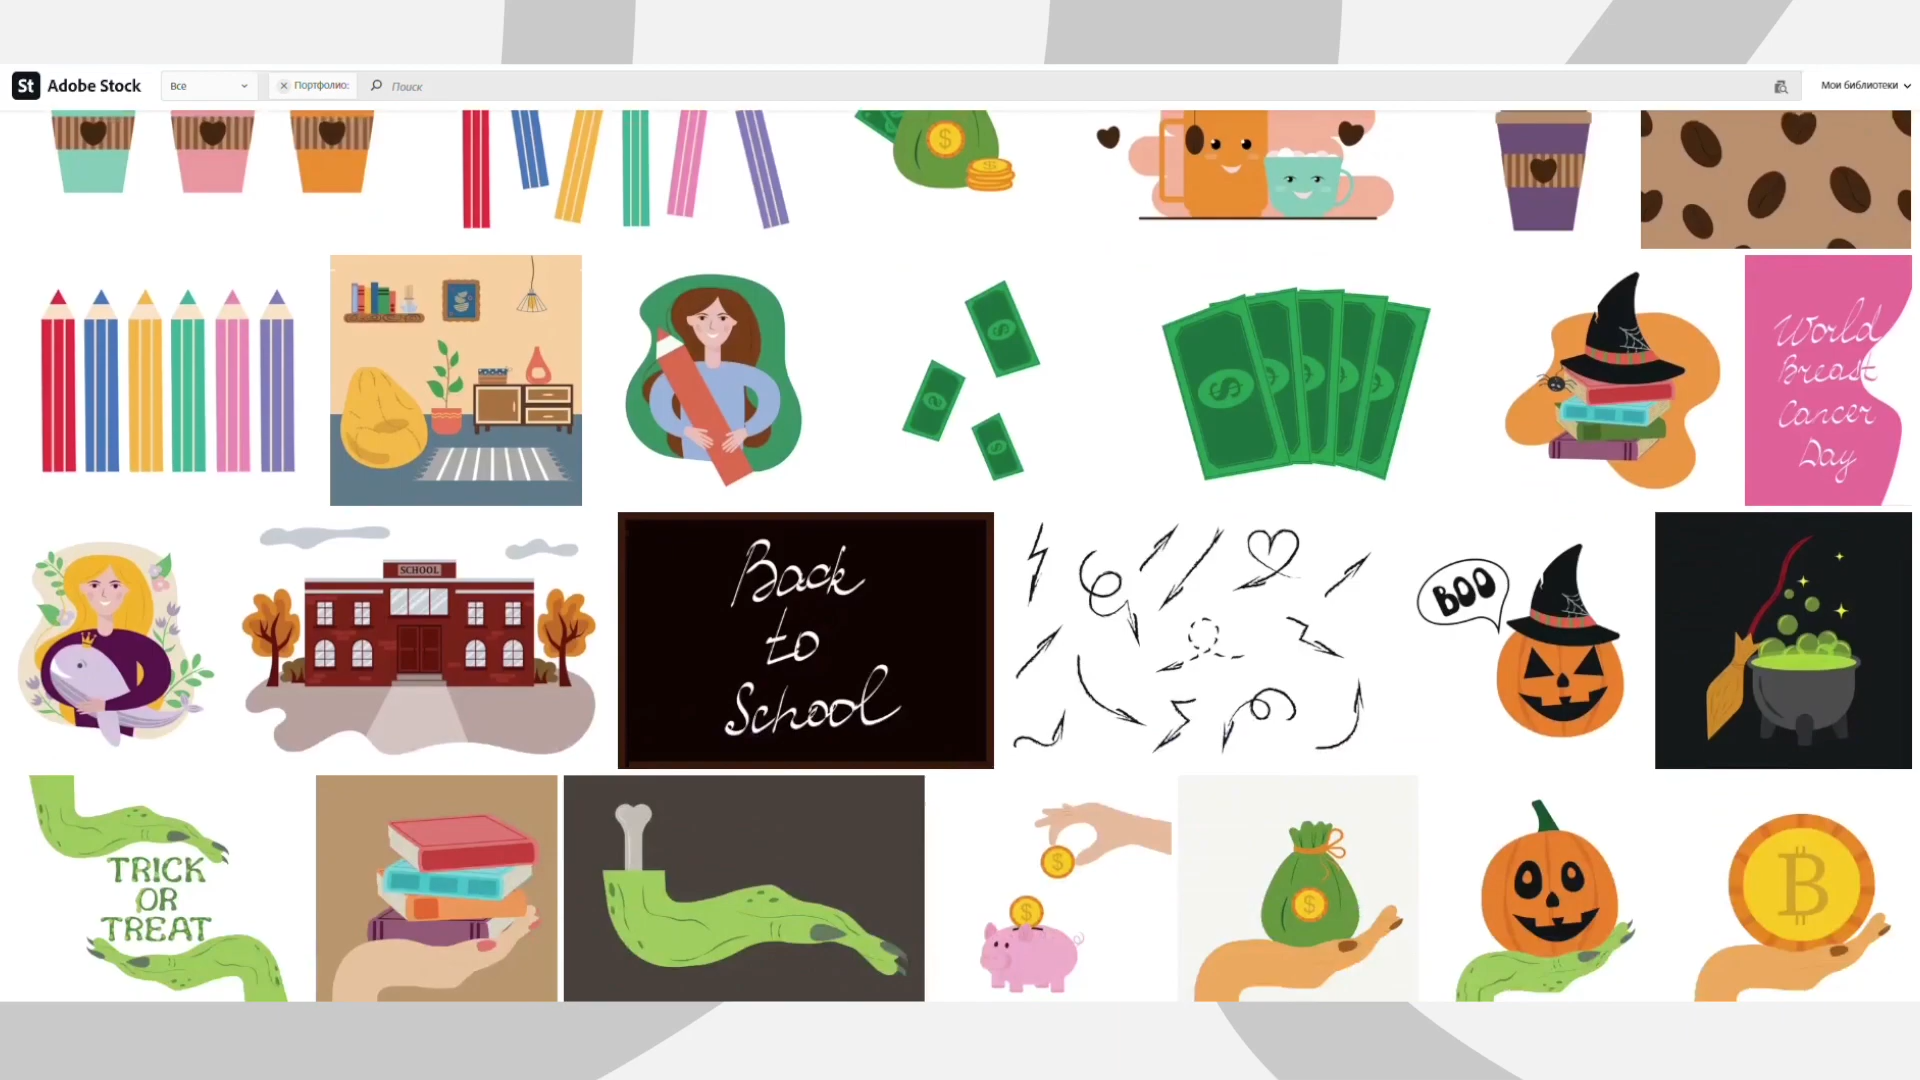 St Adobe Stock
Все
Портфолио:
Поиск
Мои библиотеки
$
$
$
$
$
$
$
World
Breast
Cancer
Day
SCHOOL
Back
to
School
BOO
TRICK
OR
TREAT
$
$
$
B